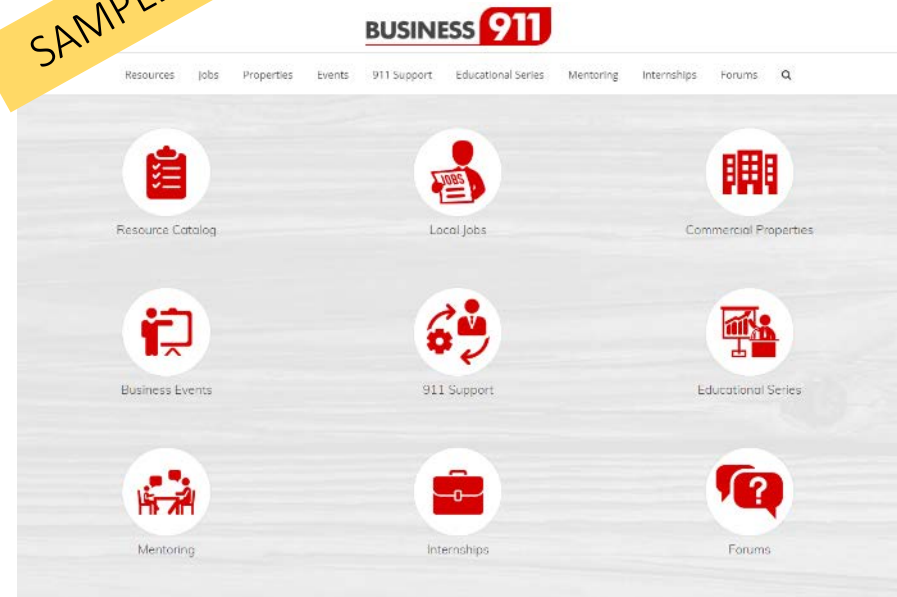 SAMPLE
BUSINESS 911
Resources Jobs Properties Events 911 Support Educational Series Mentoring Internships Forums
JOBS
Resource Catalog Local Jobs Commercial Properties
Business Events 911 Support Educational Series
Mentoring Internships Forums